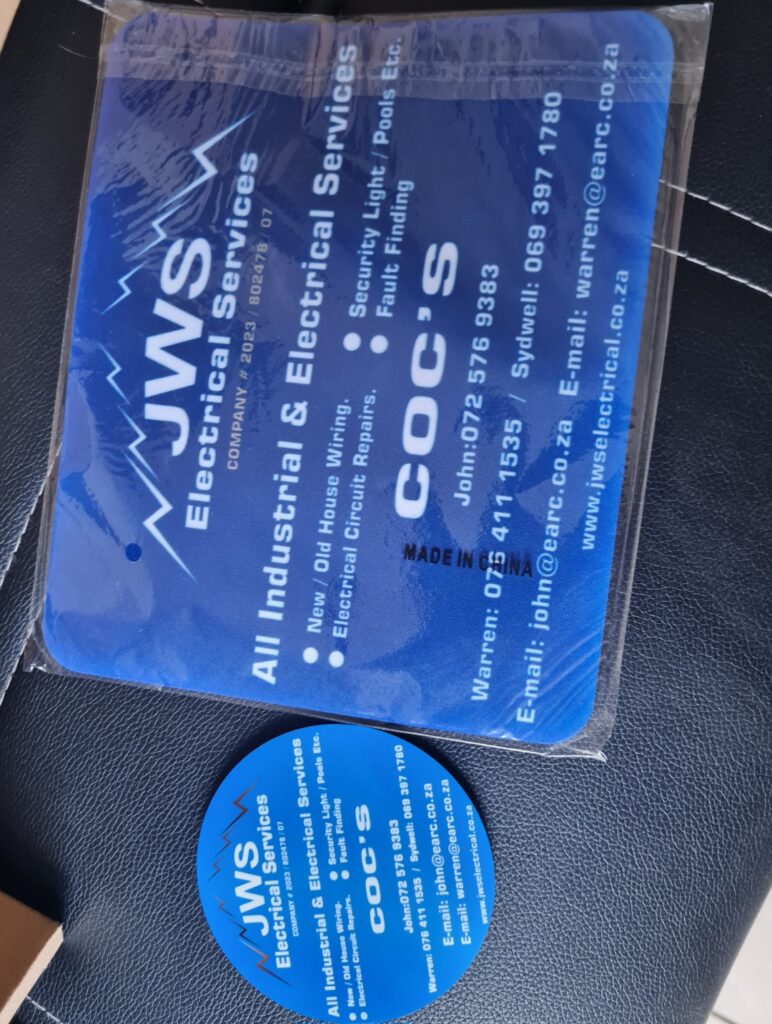 JWS
Electrical Services
COMPANY # 2023 / 802478 / 07
All Industrial & Electrical Services
New / Old House Wiring.
Electrical Circuit Repairs.
Security Light / Pools Etc.
Fault Finding
COC'S
John:072 576 9383
Warren: 076 411 1535 / Sydwell: 069 397 1780
E-mail: john@earc.co.za E-mail: warren@earc.co.za
www.jwselectrical.co.za
MADE IN CHINA
JWS
Electrical Services
COMPANY # 2023 / 802478 / 07
All Industrial & Electrical Services
New / Old House Wiring.
Electrical Circuit Repairs.
Security Light / Pools Etc.
Fault Finding
COC'S
John:072 576 9383
Warren: 076 411 1535 / Sydwell: 069 397 1780
E-mail: john@earc.co.za
E-mail: warren@earc.co.za
www.jwselectrical.co.za